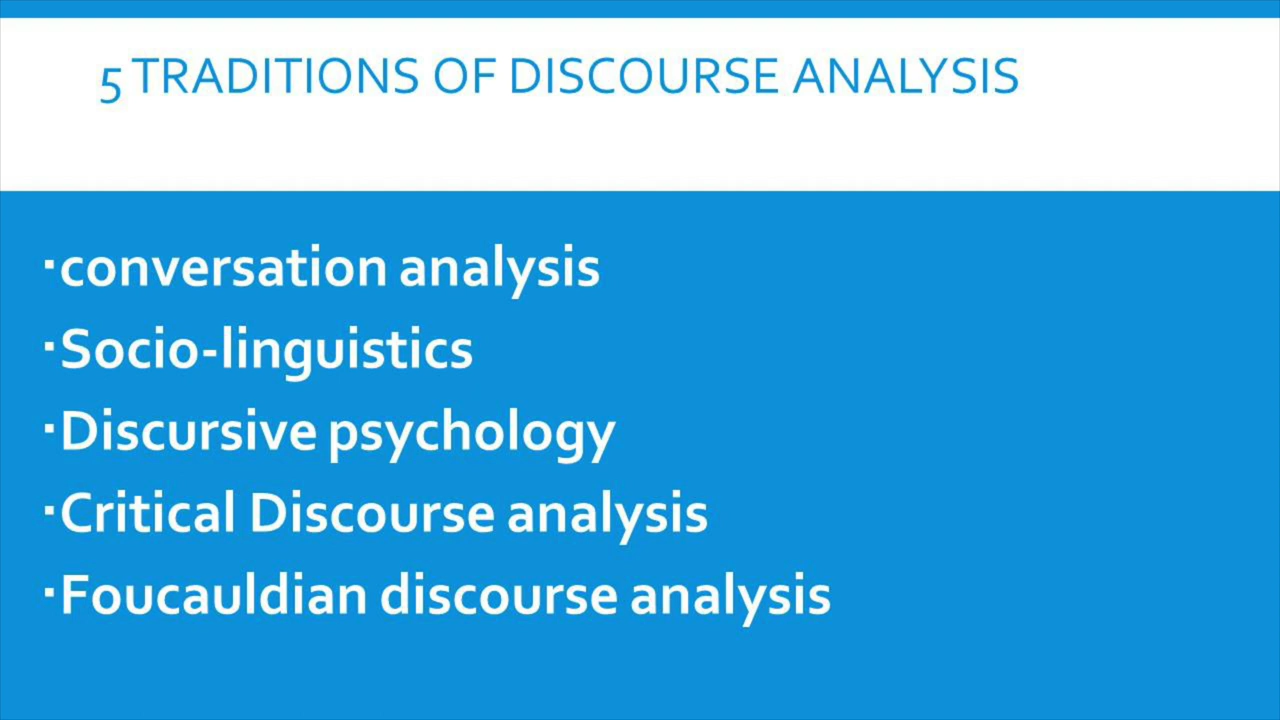 5 TRADITIONS OF DISCOURSE ANALYSIS
▪conversation analysis
▪Socio-linguistics
▪Discursive psychology
▪Critical Discourse analysis
▪Foucauldian discourse analysis